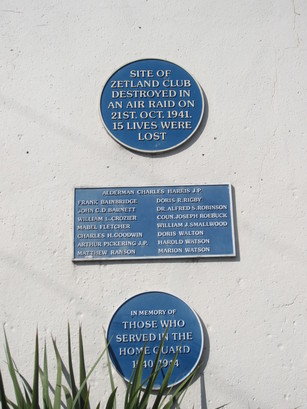 SITE OF
ZETLAND CLUB
DESTROYED IN
AN AIR RAID ON
21ST. OCT. 1941.
15 LIVES WERE
LOST
ALDERMAN CHARLES HARRIS J.P.
FRANK BAINBRIDGE DORIS R. RIGBY
JOHN C.D. BARNETT DR. ALFRED S. ROBINSON
WILLIAM L. CROZIER COUN JOSEPH ROEBUCK
MABEL FLETCHER WILLIAM J. SMALLWOOD
CHARLES H. GOODWIN DORIS WALTON
ARTHUR PICKERING J.P. HAROLD WATSON
MATTHEW RANSON MARION WATSON
IN MEMORY OF
THOSE WHO
SERVED IN THE
HOME GUARD
1940-1944